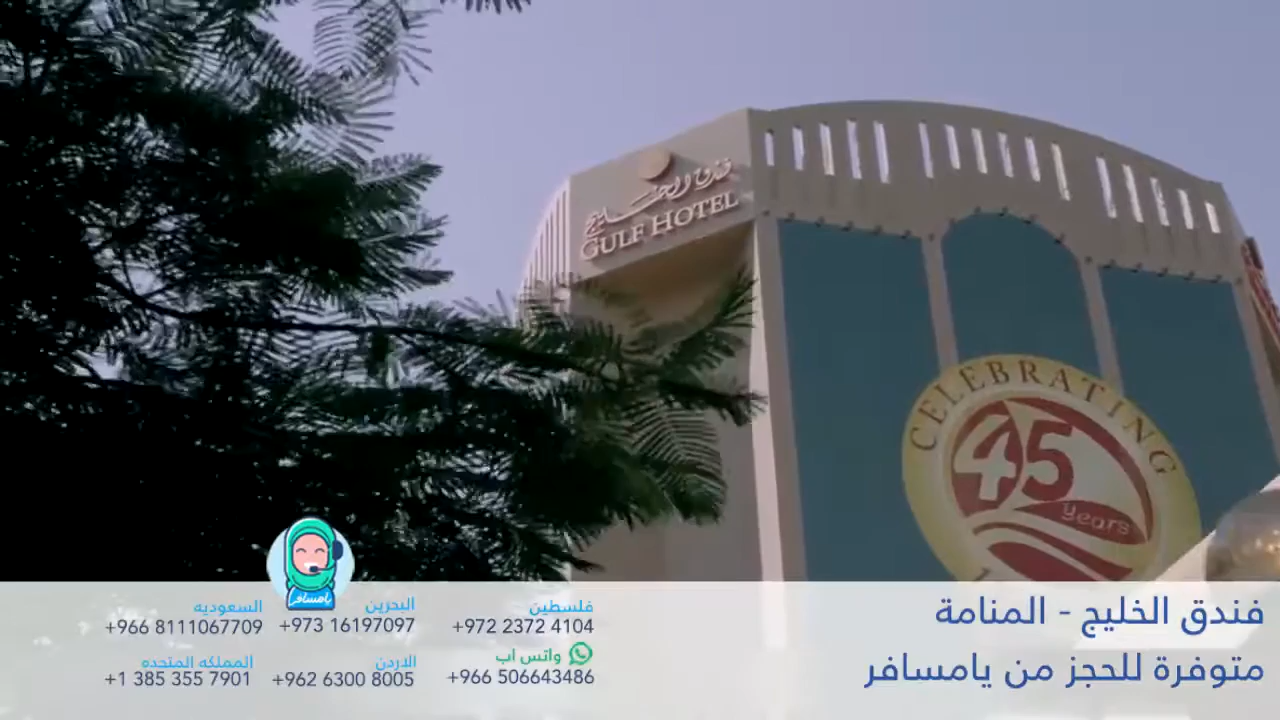 فندق الخليج
GULF HOTEL
CELEBRATING
45
Years
يامسافر
فندق الخليج - المنامة
متوفرة للحجز من يامسافر
فلسطين
+972 2372 4104
البحرين
+973 16197097
السعوديه
+966 8111067709
واتس اب
+966 506643486
الاردن
+962 6300 8005
المملكه المتحده
+1 385 355 7901